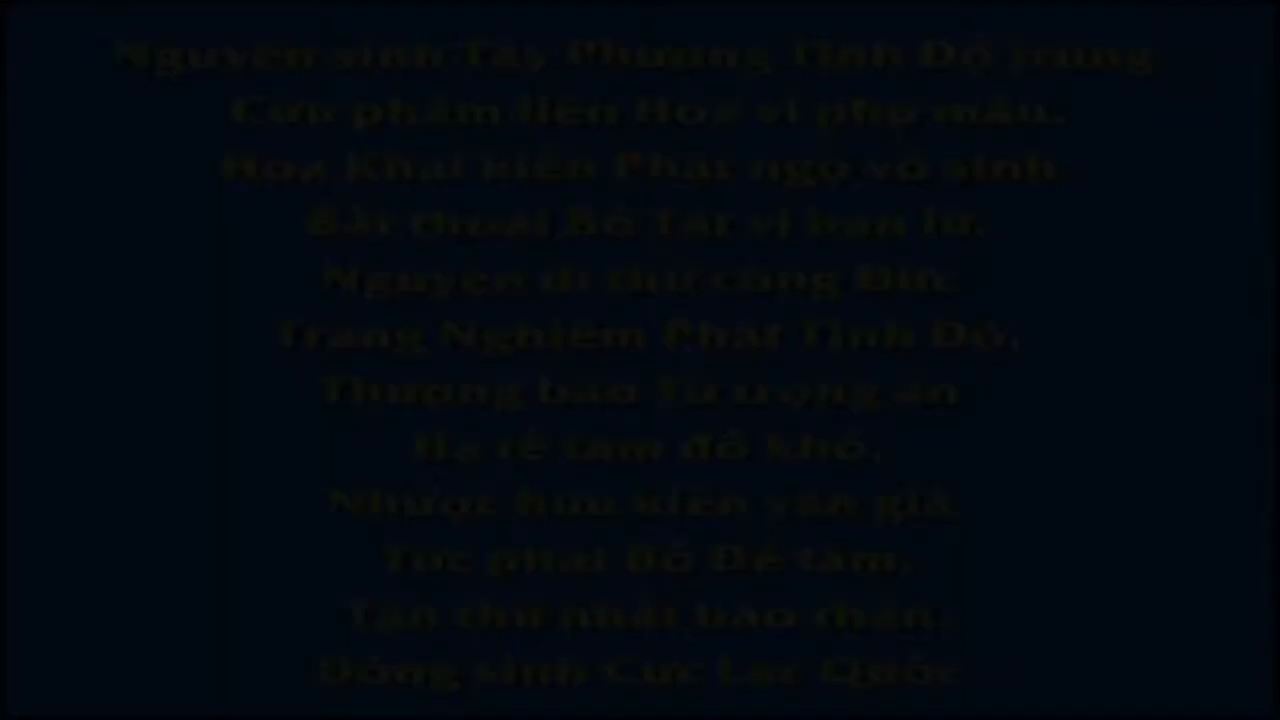 Nguyện sinh Tây Phương Tịnh Độ trung
Cửu phẩm liên Hoa vi phụ mẫu.
Hoa Khai kiến Phật ngộ vô sinh
Bất thoái Bồ Tát vi bạn lữ.
Nguyện dĩ thử công Đức
Trang Nghiêm Phật Tịnh Độ.
Thượng báo Tứ trọng ân
Hạ tế tam đồ khổ.
Nhược hữu kiến văn giả
Tức phát Bồ Đề tâm.
Tận thử nhất báo thân.
Đồng sinh Cực Lạc Quốc